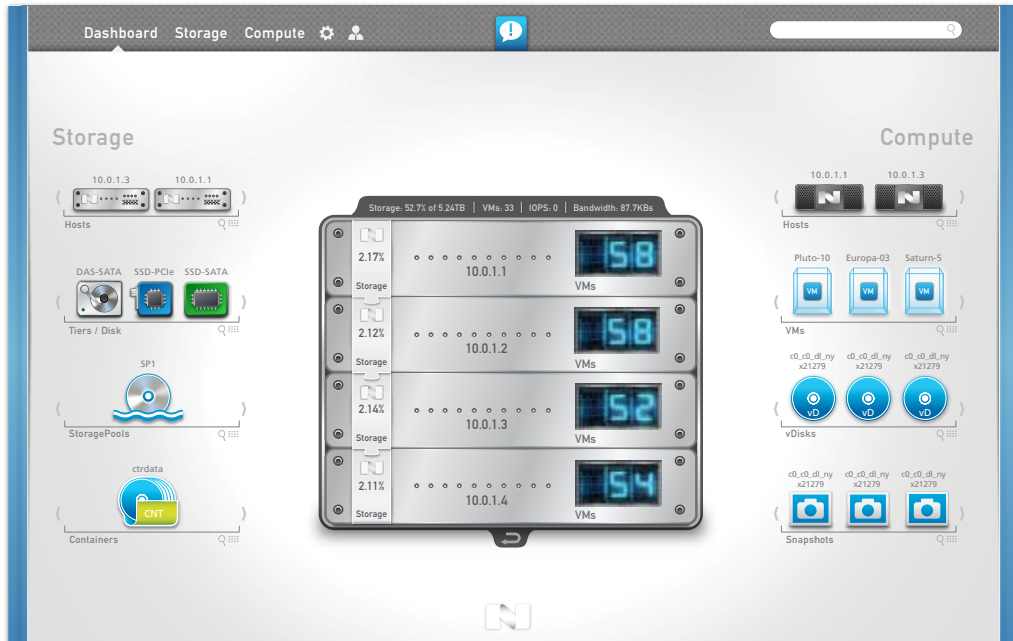 Dashboard Storage Compute
Storage
Compute
10.0.1.3 10.0.1.1
Hosts
DAS-SATA SSD-PCIe SSD-SATA
Tiers / Disk
SP1
StoragePools
ctrdata
CNT
Containers
Storage: 52.7% of 5.24TB | VMs: 33 | IOPS: 0 | Bandwidth: 87.7KBs
N
2.17%
Storage
10.0.1.1
58
VMs
N
2.12%
Storage
10.0.1.2
58
VMs
N
2.14%
Storage
10.0.1.3
52
VMs
N
2.11%
Storage
10.0.1.4
54
VMs
10.0.1.1 10.0.1.3
N N
Hosts
Pluto-10 Europa-03 Saturn-5
VM VM VM
VMs
c0_c0_dl_ny c0_c0_dl_ny c0_c0_dl_ny
x21279 x21279 x21279
vD vD vD
vDisks
c0_c0_dl_ny c0_c0_dl_ny c0_c0_dl_ny
x21279 x21279 x21279
Snapshots
N